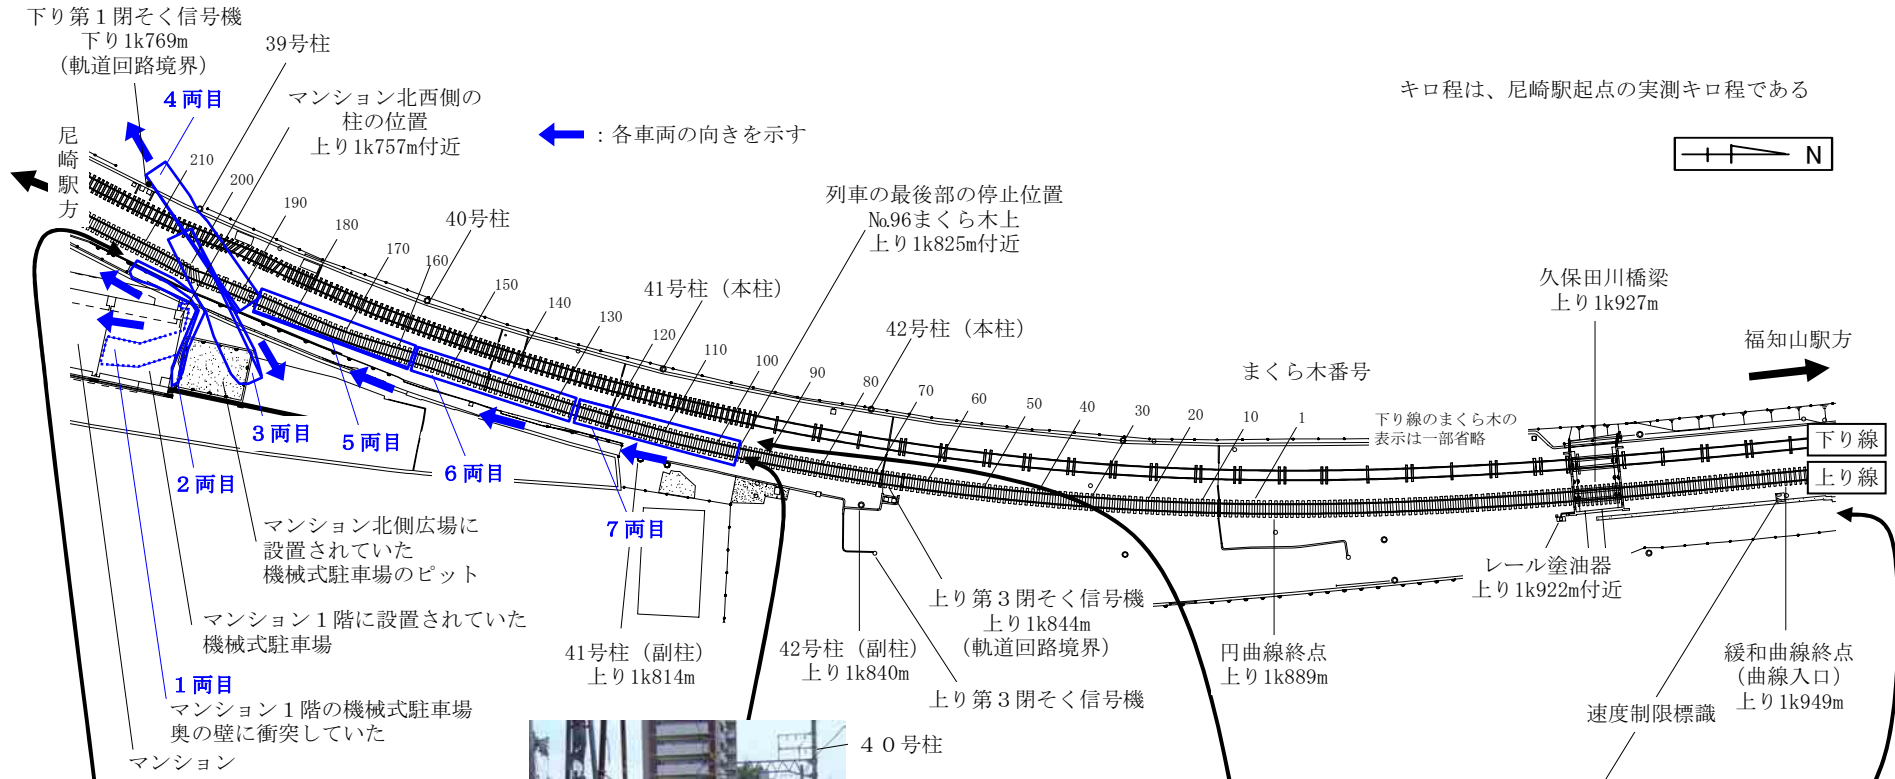 下り第１閉そく信号機
下り1k769m
（軌道回路境界）
39号柱
４両目
マンション北西側の
柱の位置
上り1k757m付近
：各車両の向きを示す
キロ程は、尼崎駅起点の実測キロ程である
N
尼崎駅方
210
200
190
180
170
160
150
140
130
120
110
100
90
80
70
60
50
40
30
20
10
1
40号柱
列車の最後部の停止位置
№96まくら木上
上り1k825m付近
41号柱（本柱）
42号柱（本柱）
まくら木番号
久保田川橋梁
上り1k927m
福知山駅方
下り線のまくら木の
表示は一部省略
下り線
上り線
３両目
５両目
６両目
２両目
７両目
マンション北側広場に
設置されていた
機械式駐車場のピット
マンション１階に設置されていた
機械式駐車場
１両目
マンション１階の機械式駐車場
奥の壁に衝突していた
マンション
41号柱（副柱）
上り1k814m
42号柱（副柱）
上り1k840m
上り第３閉そく信号機
上り1k844m
（軌道回路境界）
上り第３閉そく信号機
円曲線終点
上り1k889m
レール塗油器
上り1k922m付近
緩和曲線終点
（曲線入口）
上り1k949m
速度制限標識
４０号柱